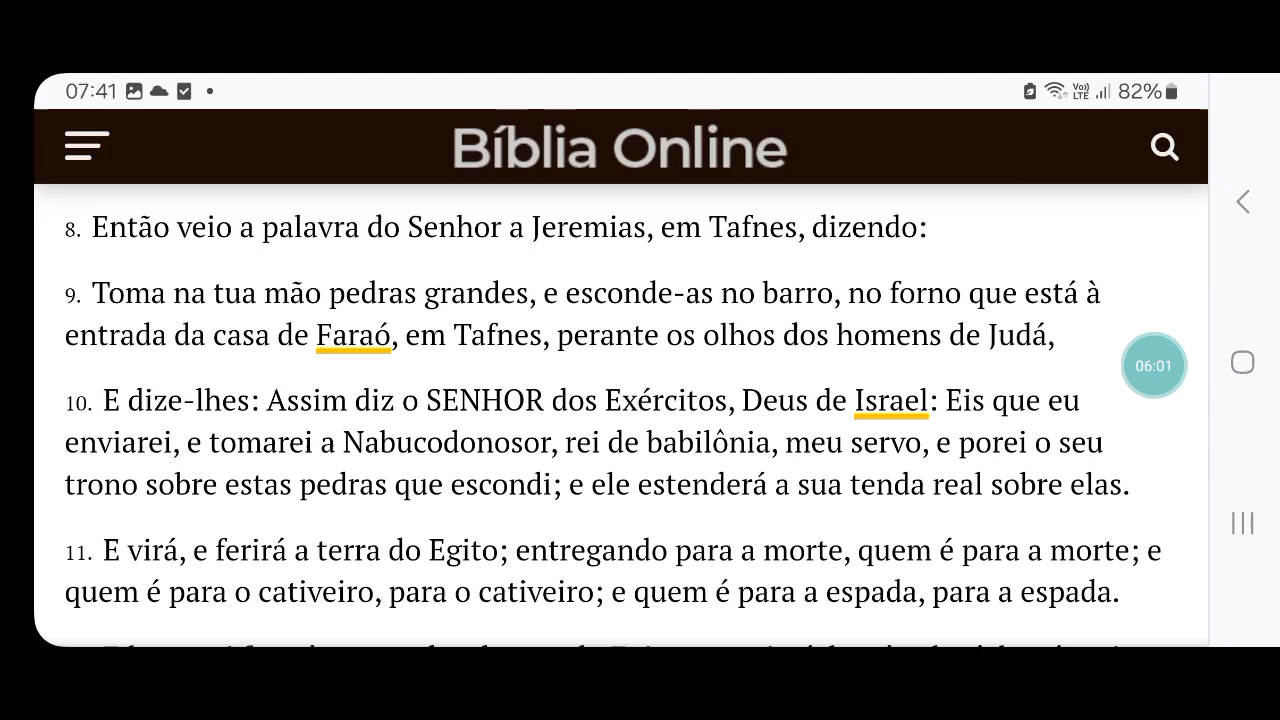 07:41 82%
Bíblia Online
8. Então veio a palavra do Senhor a Jeremias, em Tafnes, dizendo:
9. Toma na tua mão pedras grandes, e esconde-as no barro, no forno que está à
entrada da casa de Faraó, em Tafnes, perante os olhos dos homens de Judá,
06:01
10. E dize-lhes: Assim diz o SENHOR dos Exércitos, Deus de Israel: Eis que eu
enviarei, e tomarei a Nabucodonosor, rei de babilônia, meu servo, e porei o seu
trono sobre estas pedras que escondi; e ele estenderá a sua tenda real sobre elas.
11. E virá, e ferirá a terra do Egito; entregando para a morte, quem é para a morte; e
quem é para o cativeiro, para o cativeiro; e quem é para a espada, para a espada.